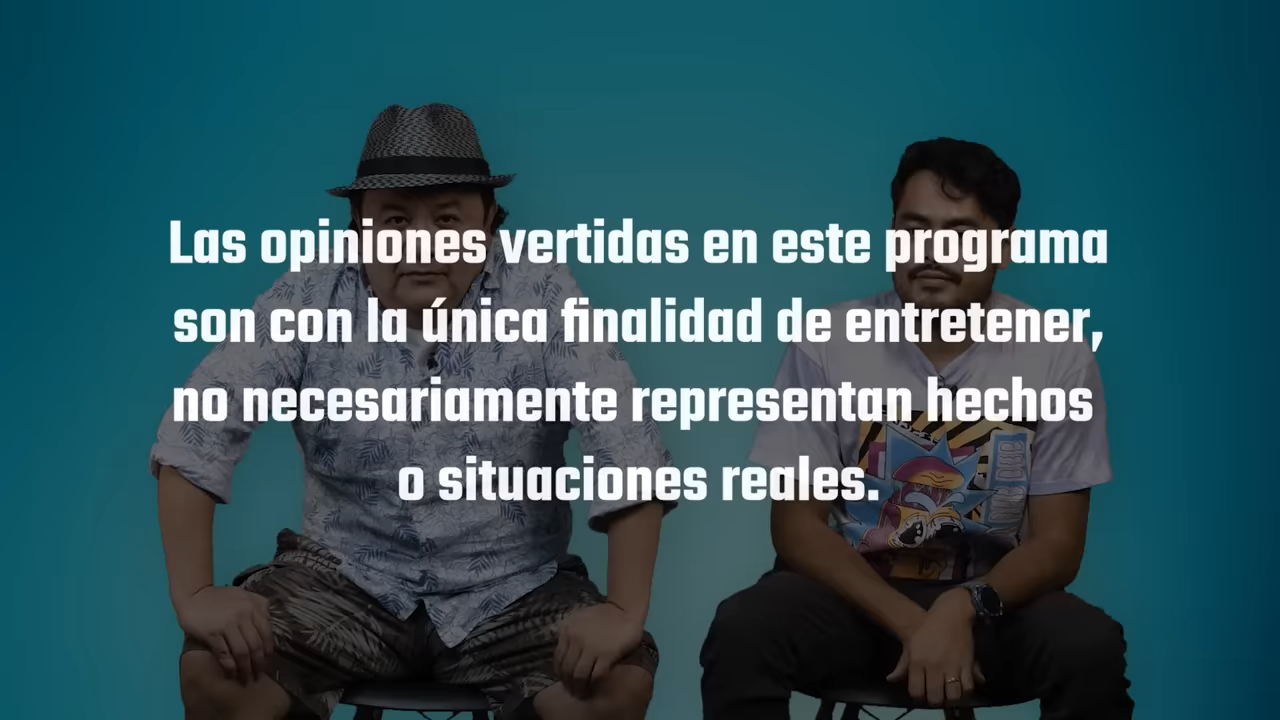 Las opiniones vertidas en este programa
son con la única finalidad de entretener,
no necesariamente representan hechos
o situaciones reales.